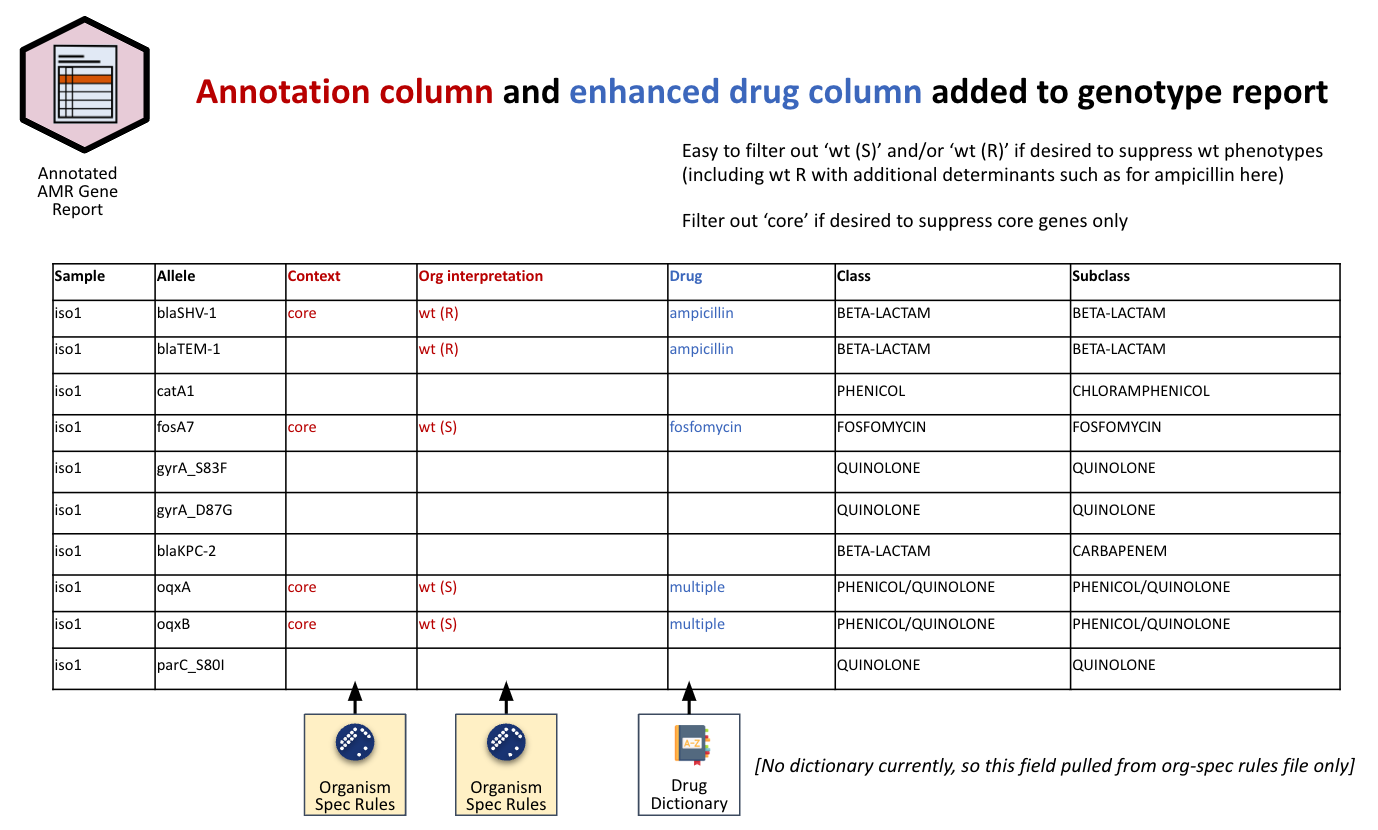 Annotation column and enhanced drug column added to genotype report
Annotated
AMR Gene
Report
Easy to filter out ‘wt (S)’ and/or ‘wt (R)’ if desired to suppress wt phenotypes
(including wt R with additional determinants such as for ampicillin here)
Filter out ‘core’ if desired to suppress core genes only
Sample Allele Context Org interpretation Drug Class Subclass
iso1 blaSHV-1 core wt (R) ampicillin BETA-LACTAM BETA-LACTAM
iso1 blaTEM-1 wt (R) ampicillin BETA-LACTAM BETA-LACTAM
iso1 catA1 PHENICOL CHLORAMPHENICOL
iso1 fosA7 core wt (S) fosfomycin FOSFOMYCIN FOSFOMYCIN
iso1 gyrA_S83F QUINOLONE QUINOLONE
iso1 gyrA_D87G QUINOLONE QUINOLONE
iso1 blaKPC-2 BETA-LACTAM CARBAPENEM
iso1 oqxA core wt (S) multiple PHENICOL/QUINOLONE PHENICOL/QUINOLONE
iso1 oqxB core wt (S) multiple PHENICOL/QUINOLONE PHENICOL/QUINOLONE
iso1 parC_S80I QUINOLONE QUINOLONE
Organism
Spec Rules
Organism
Spec Rules
A-Z
Drug
Dictionary
[No dictionary currently, so this field pulled from org-spec rules file only]